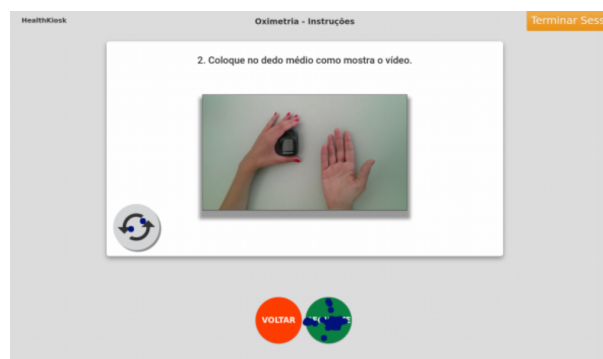 HealthKiosk
Oximetria - Instruções
Terminar Sess
2. Coloque no dedo médio como mostra o vídeo.
VOLTAR